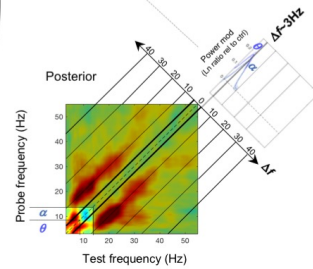 Δf~3Hz
θ
α
Power mod
(Ln ratio rel to ctrl)
40 30 20 10 0 10 20 30 40
Δf
Posterior
Probe frequency (Hz)
50
40
30
20
α 10
θ
10 20 30 40 50
Test frequency (Hz)